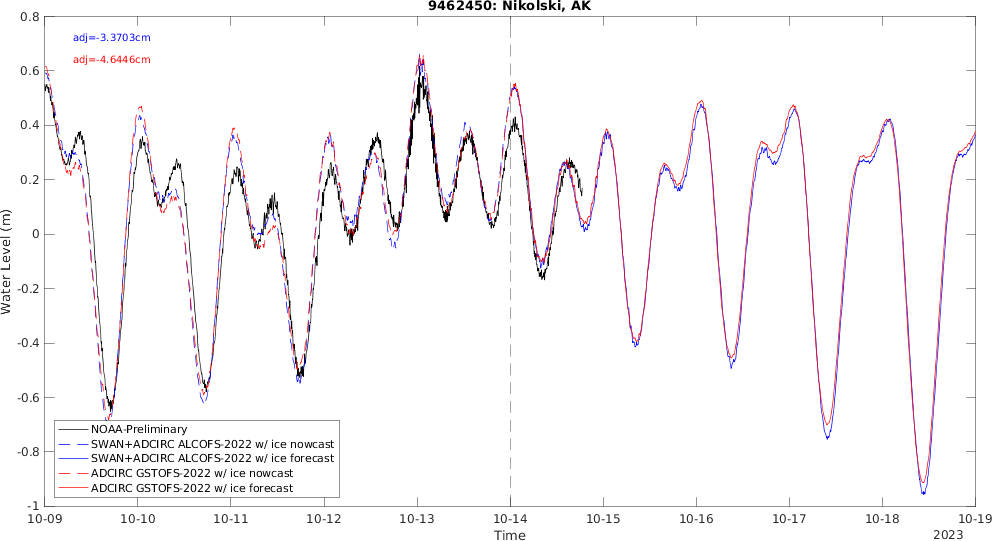 9462450: Nikolski, AK
adj=-3.3703cm
adj=-4.6446cm
Water Level (m)
0.8
0.6
0.4
0.2
0
-0.2
-0.4
-0.6
-0.8
-1
NOAA-Preliminary
SWAN+ADCIRC ALCOFS-2022 w/ ice nowcast
SWAN+ADCIRC ALCOFS-2022 w/ ice forecast
ADCIRC GSTOFS-2022 w/ ice nowcast
ADCIRC GSTOFS-2022 w/ ice forecast
10-09 10-10 10-11 10-12 10-13 10-14 10-15 10-16 10-17 10-18 10-19
Time
2023